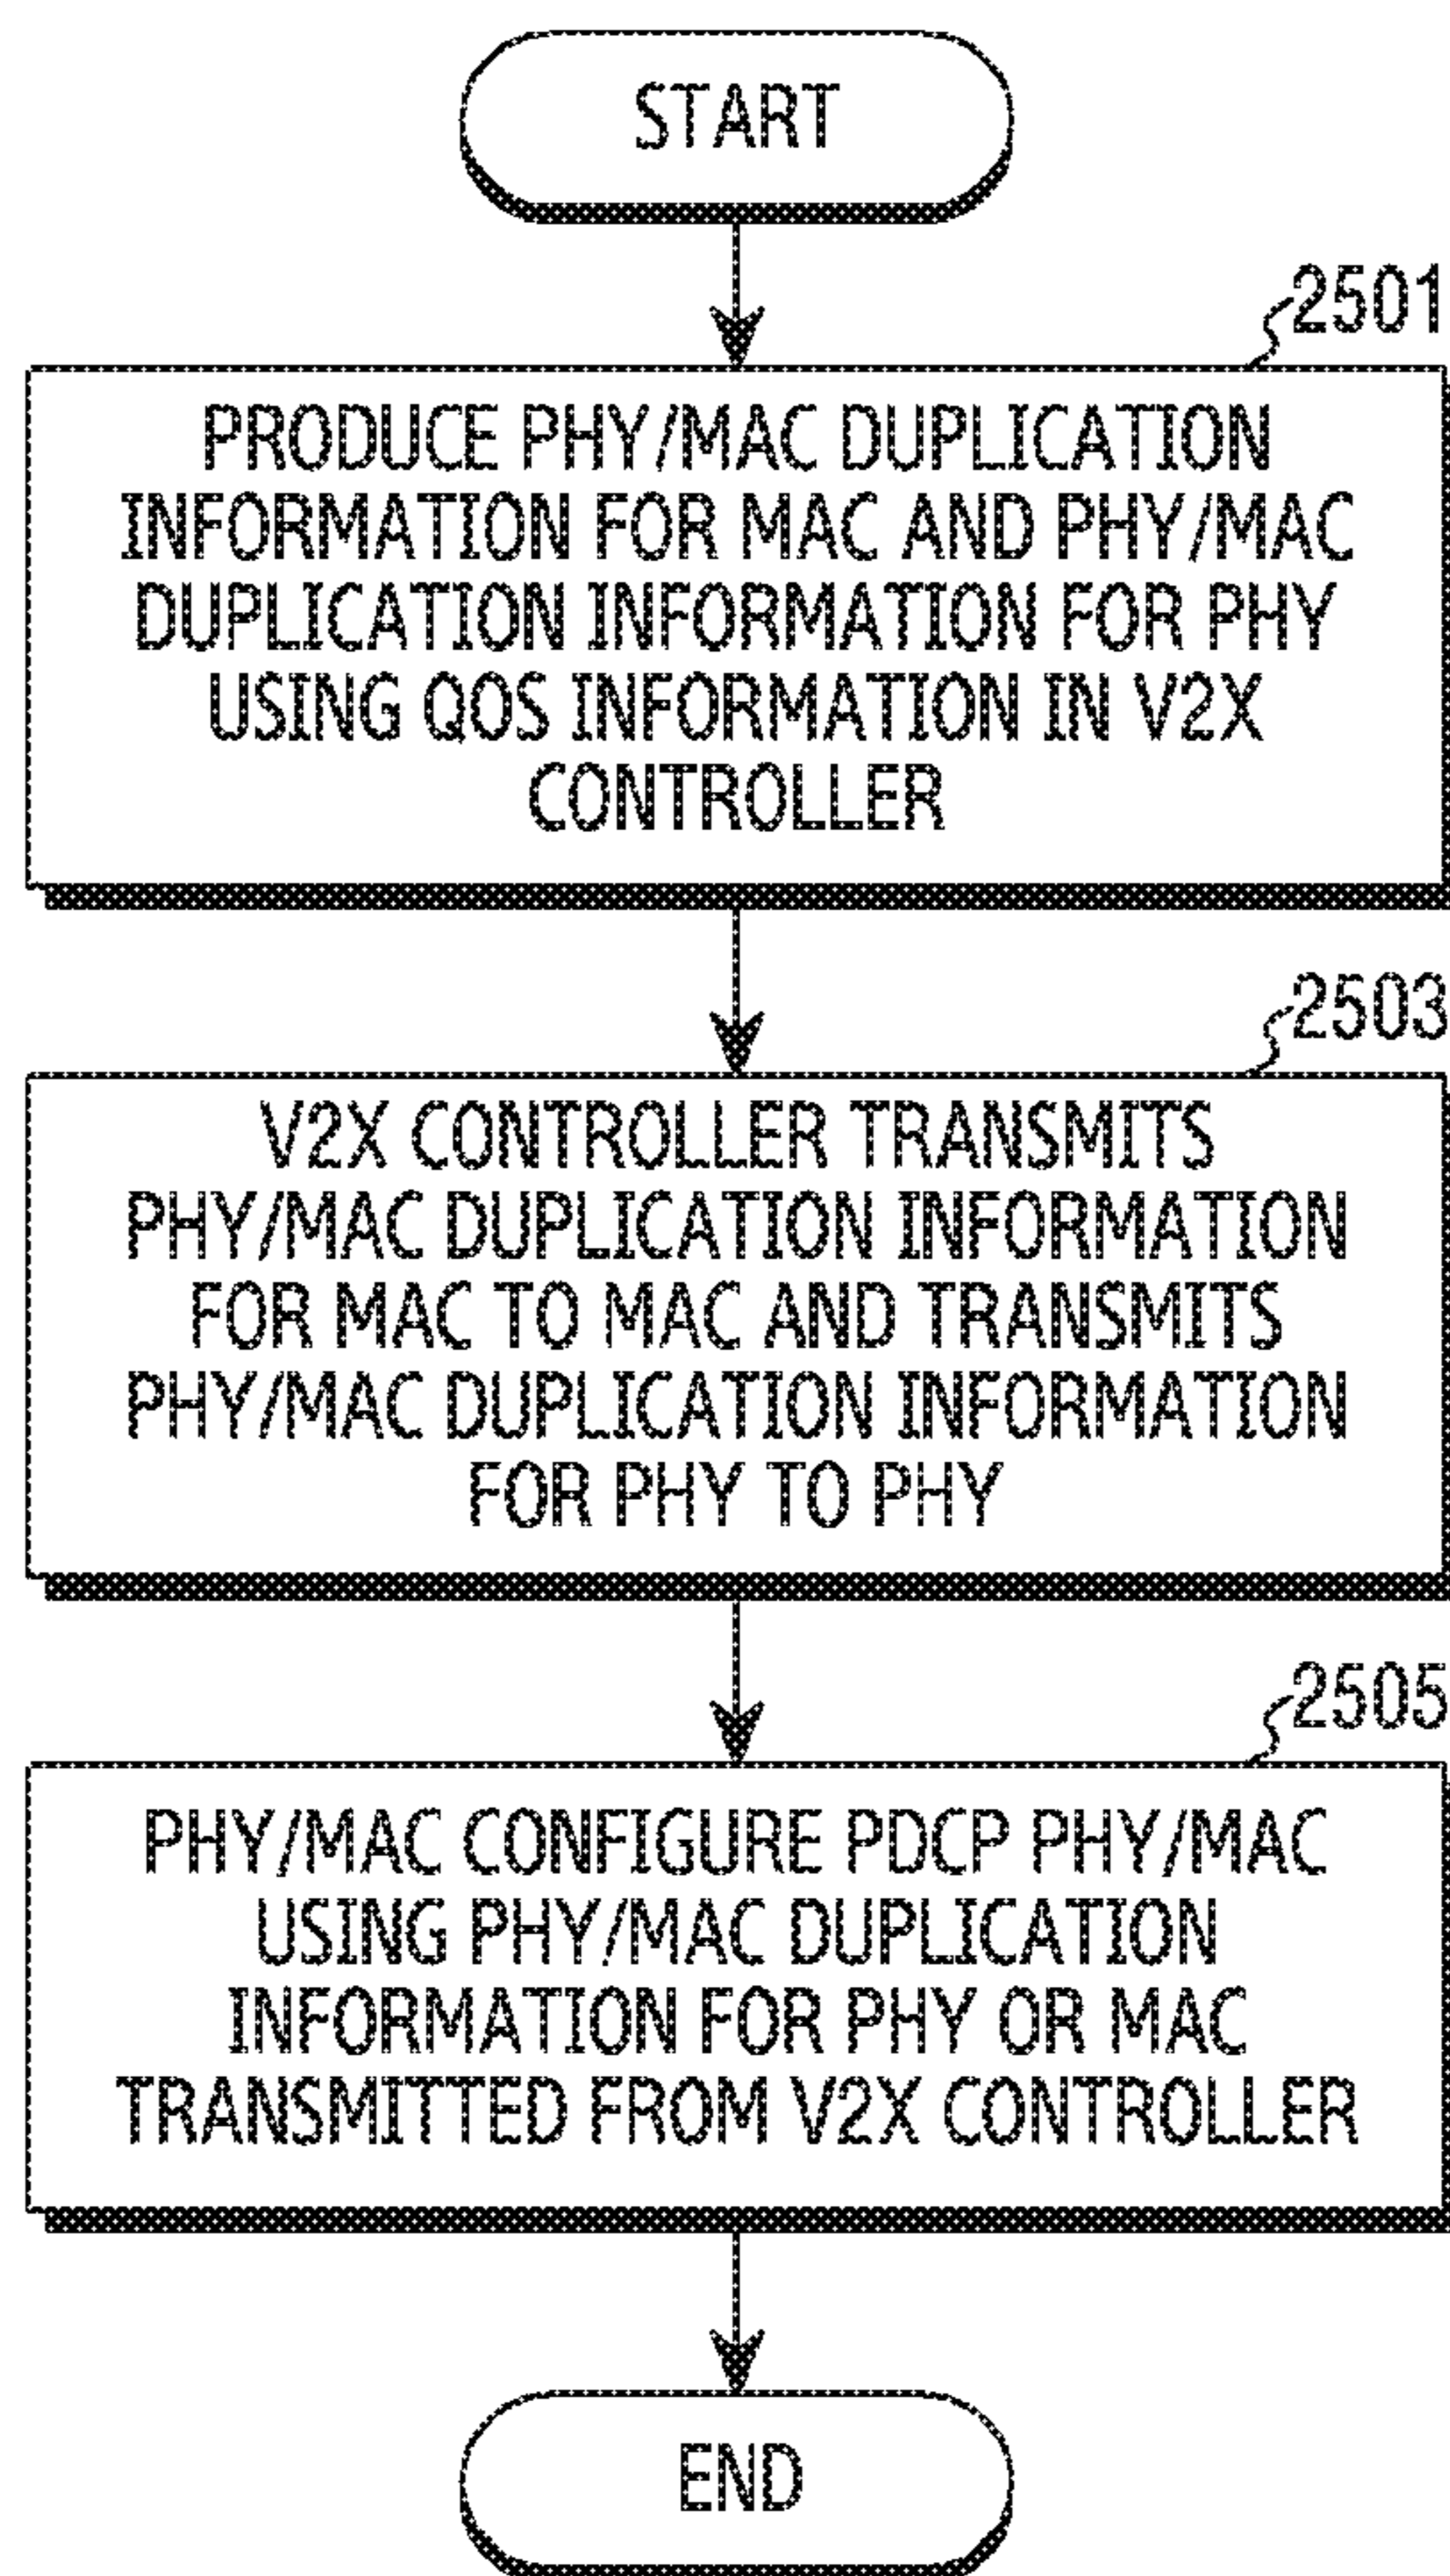 START
2501
PRODUCE PHY/MAC DUPLICATION
INFORMATION FOR MAC AND PHY/MAC
DUPLICATION INFORMATION FOR PHY
USING QOS INFORMATION IN V2X
CONTROLLER
2503
V2X CONTROLLER TRANSMITS
PHY/MAC DUPLICATION INFORMATION
FOR MAC TO MAC AND TRANSMITS
PHY/MAC DUPLICATION INFORMATION
FOR PHY TO PHY
2505
PHY/MAC CONFIGURE PDCP PHY/MAC
USING PHY/MAC DUPLICATION
INFORMATION FOR PHY OR MAC
TRANSMITTED FROM V2X CONTROLLER
END